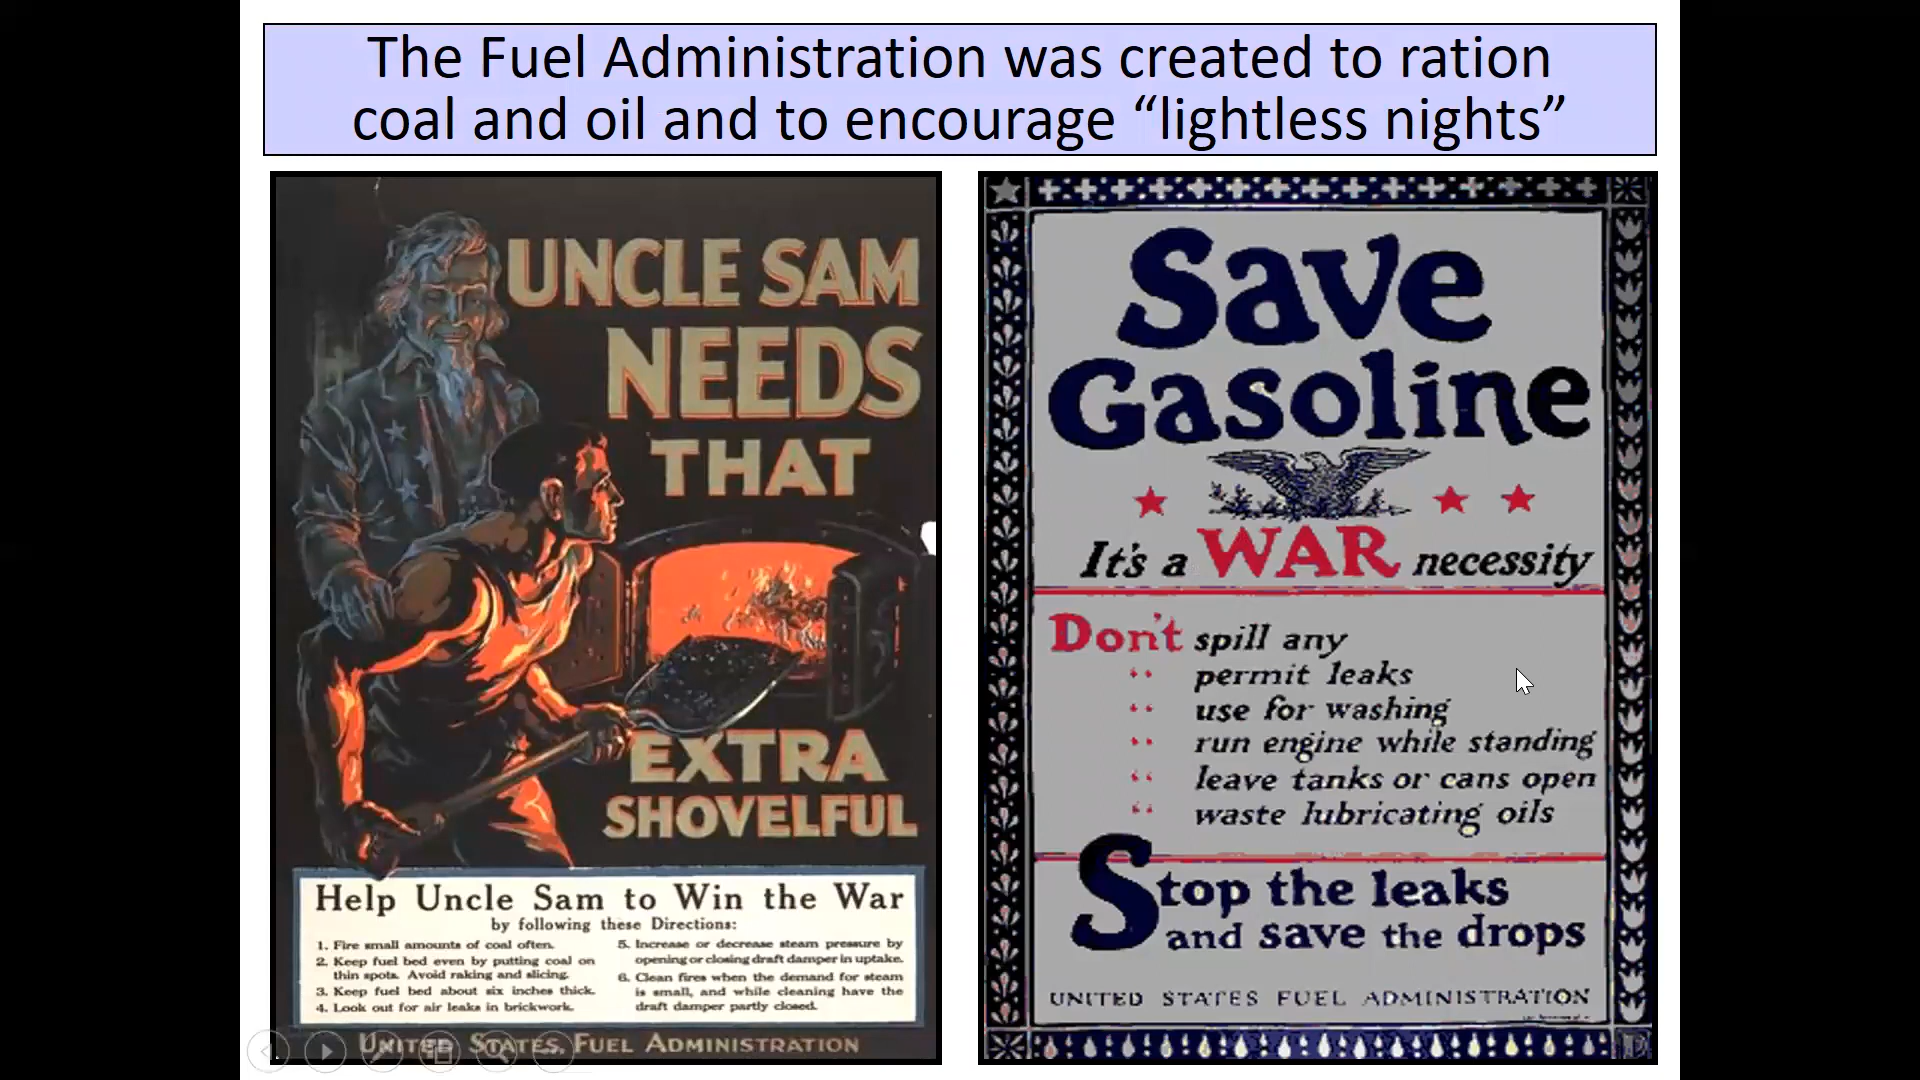 The Fuel Administration was created to ration
coal and oil and to encourage “lightless nights”
UNCLE SAM
NEEDS
THAT
EXTRA
SHOVELFUL
Help Uncle Sam to Win the War
by following these Directions:
1. Fire small amounts of coal often.
2. Keep fuel bed even by putting coal on
thin spots. Avoid raking and slicing.
3. Keep fuel bed about six inches thick.
4. Look out for air leaks in brickwork.
5. Increase or decrease steam pressure by
opening or closing draft damper in uptake.
6. Clean fires when the demand for steam
is small, and while cleaning have the
draft damper partly closed.
UNITED STATES FUEL ADMINISTRATION
Save
Gasoline
It's a WAR necessity
Don't spill any
" permit leaks
" use for washing
" run engine while standing
" leave tanks or cans open
" waste lubricating oils
Stop the leaks
and save the drops
UNITED STATES FUEL ADMINISTRATION